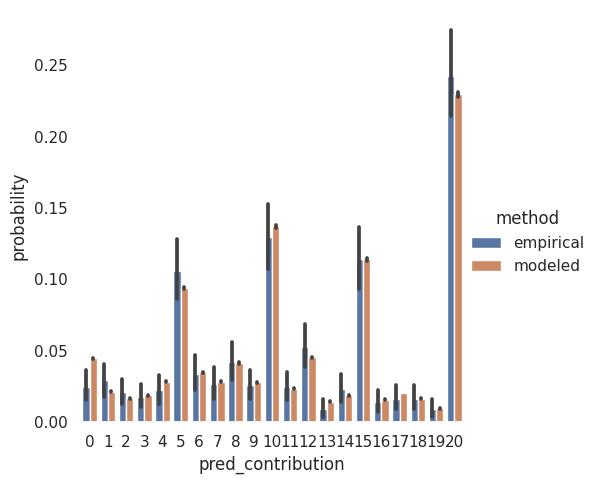 0.25
0.20
0.15
0.10
0.05
0.00
probability
0 1 2 3 4 5 6 7 8 9 10 11 12 13 14 15 16 17 18 19 20
pred_contribution
method
empirical
modeled